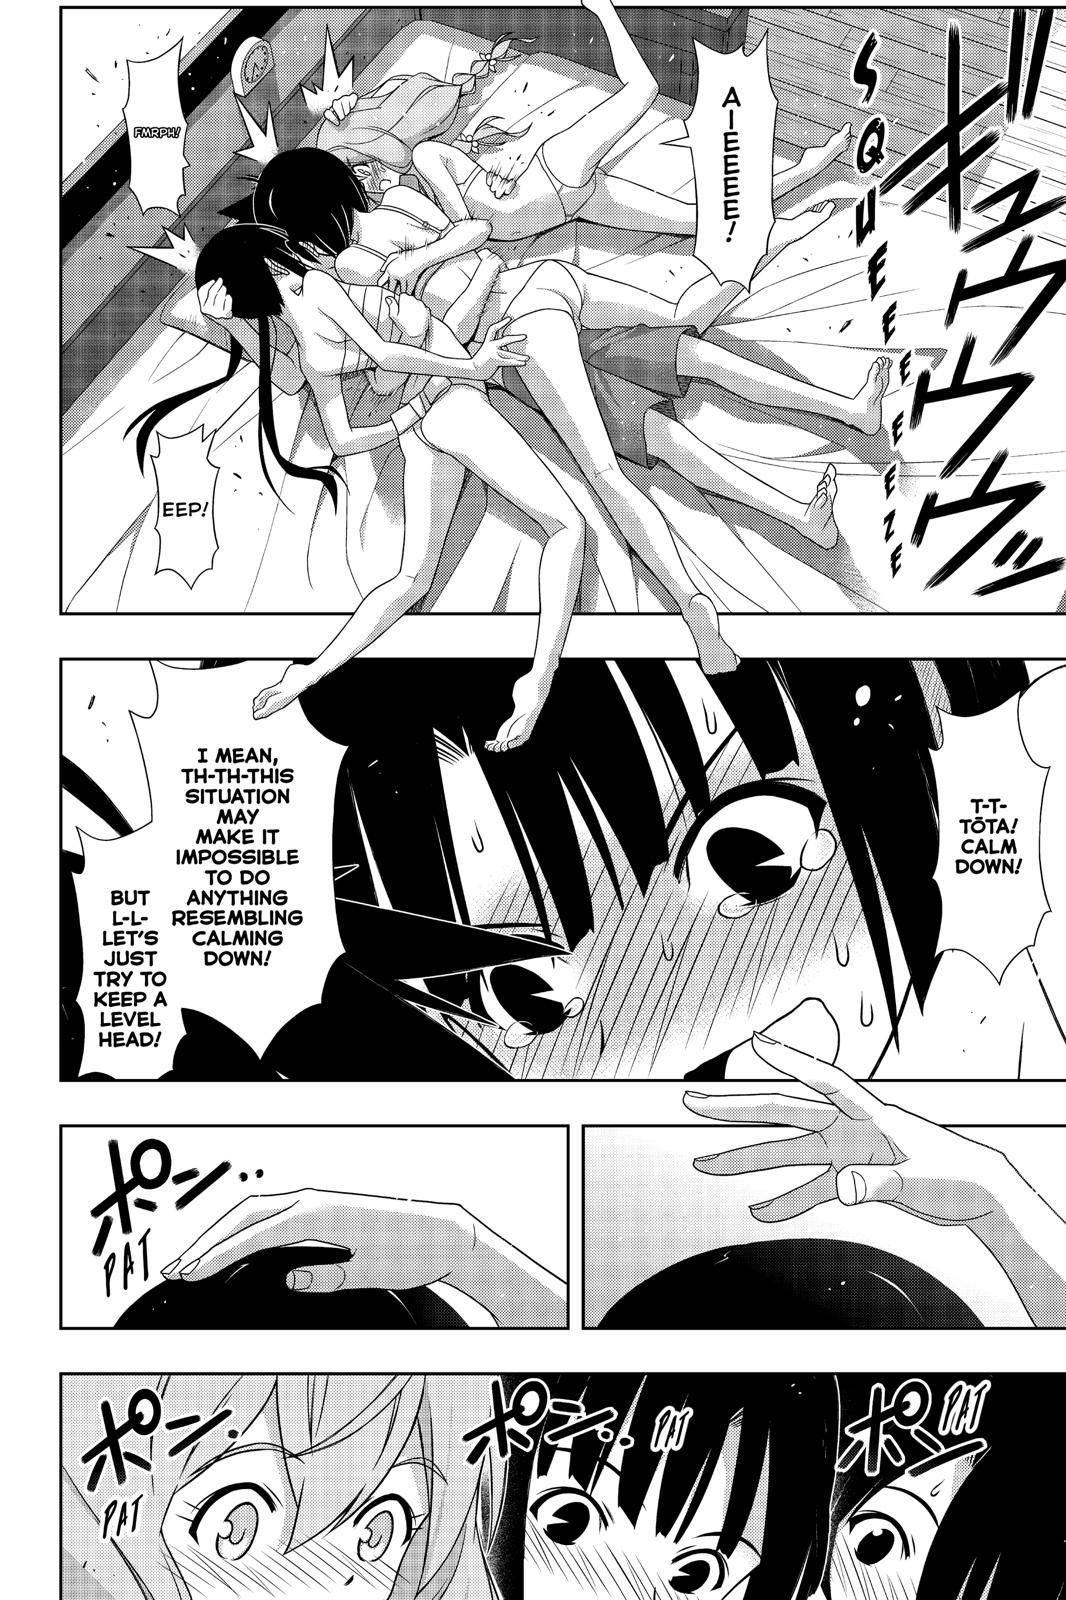 ギュウウウッ
SQUEEEEEEZE
AIEEEE!
FMRPH!
EEP!
T-T-
TŌTA!
CALM
DOWN!
I MEAN,
TH-TH-THIS
SITUATION
MAY
MAKE IT
IMPOSSIBLE
TO DO
ANYTHING
RESEMBLING
CALMING
DOWN!
BUT
L-L-
LET'S
JUST
TRY TO
KEEP A
LEVEL
HEAD!
ポン..
PAT
ポン
PAT
ポン..
PAT
ポン.
PAT